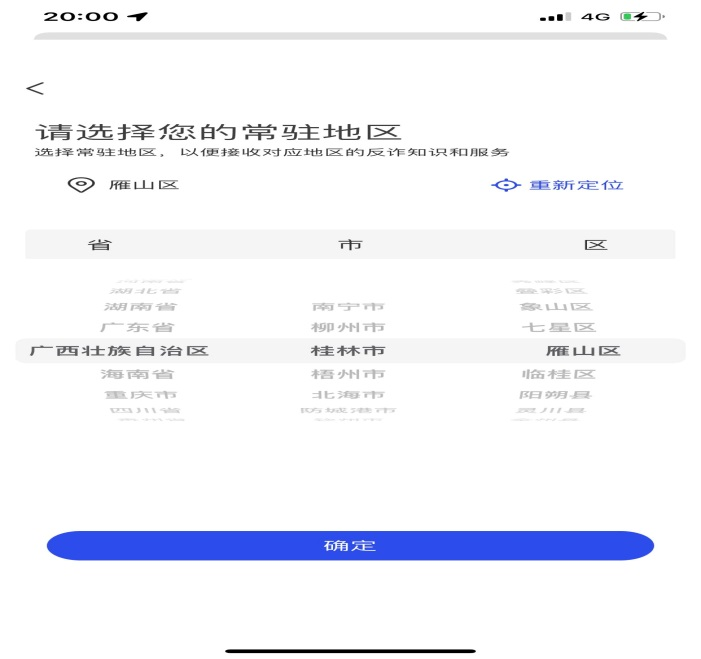 20:00 4G
<
请选择您的常驻地区
选择常驻地区，以便接收对应地区的反诈知识和服务
雁山区 重新定位
省 市 区
湖北省 叠彩区
湖南省 南宁市 象山区
广东省 柳州市 七星区
广西壮族自治区 桂林市 雁山区
海南省 梧州市 临桂区
重庆市 北海市 阳朔县
四川省 防城港市 灵川县
确定